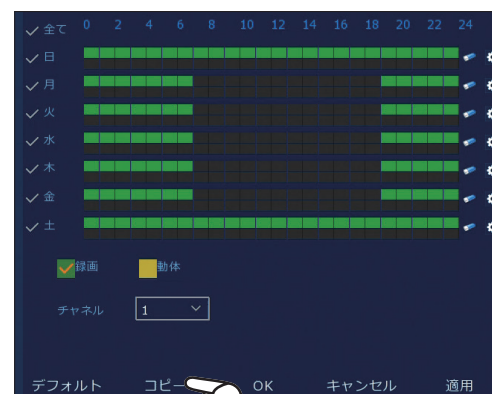 全て 0 2 4 6 8 10 12 14 16 18 20 22 24
日
月
火
水
木
金
土
録画 動体
チャネル 1
デフォルト コピー OK キャンセル 適用